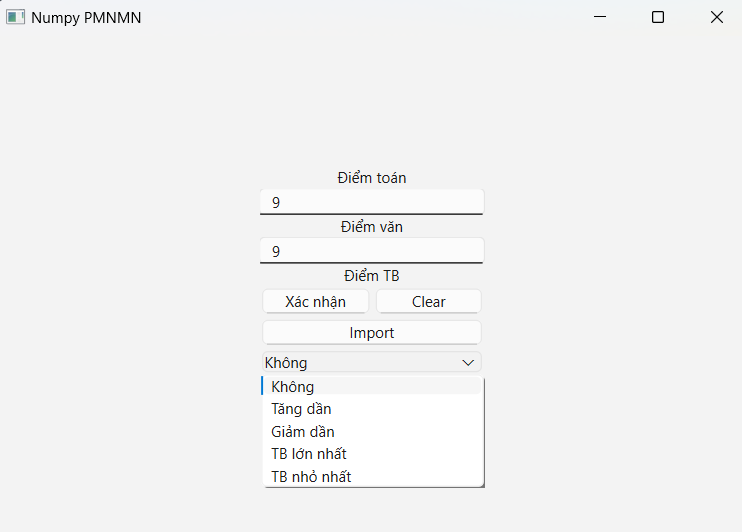 Numpy PMNMN
Điểm toán
9
Điểm văn
9
Điểm TB
Xác nhận Clear
Import
Không
Không
Tăng dần
Giảm dần
TB lớn nhất
TB nhỏ nhất